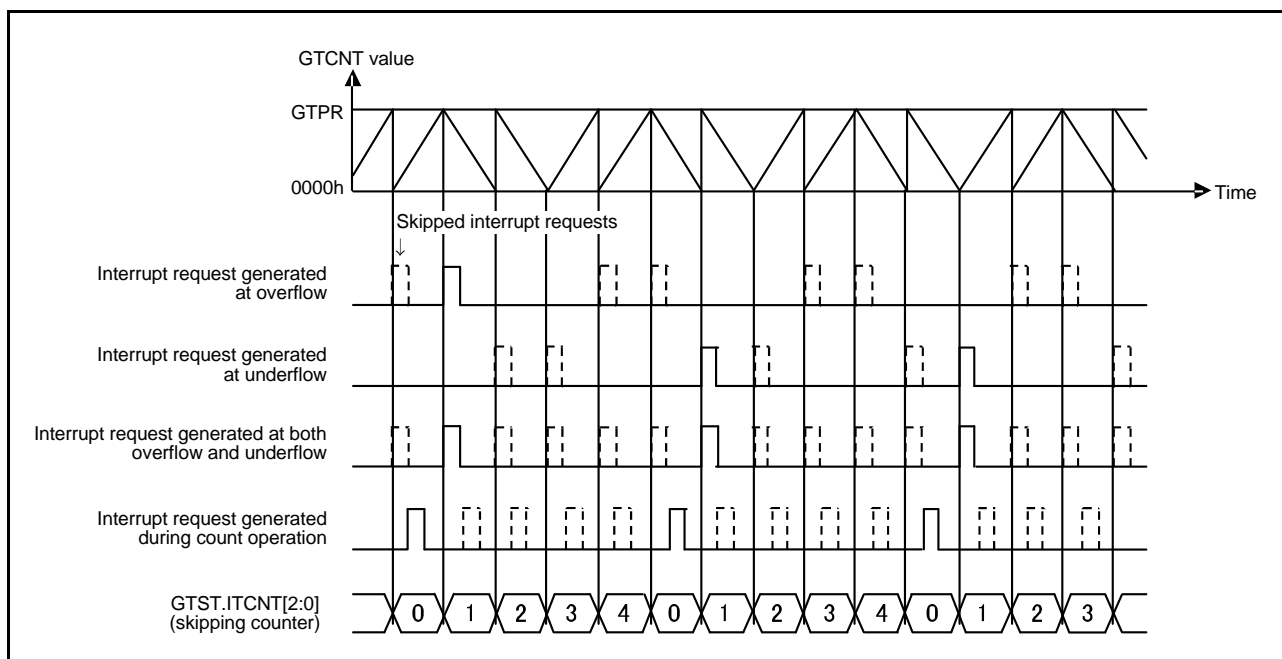 GTCNT value
GTPR
0000h
Time
Skipped interrupt requests
↓
Interrupt request generated
at overflow
Interrupt request generated
at underflow
Interrupt request generated at both
overflow and underflow
Interrupt request generated
during count operation
GTST.ITCNT[2:0]
(skipping counter)
0 1 2 3 4 0 1 2 3 4 0 1 2 3